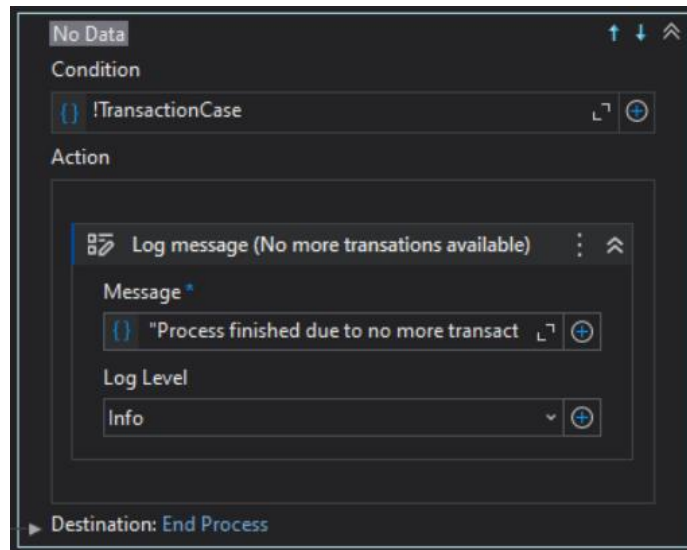 No Data
Condition
!TransactionCase
Action
Log message (No more transations available)
Message *
"Process finished due to no more transact
Log Level
Info
Destination: End Process